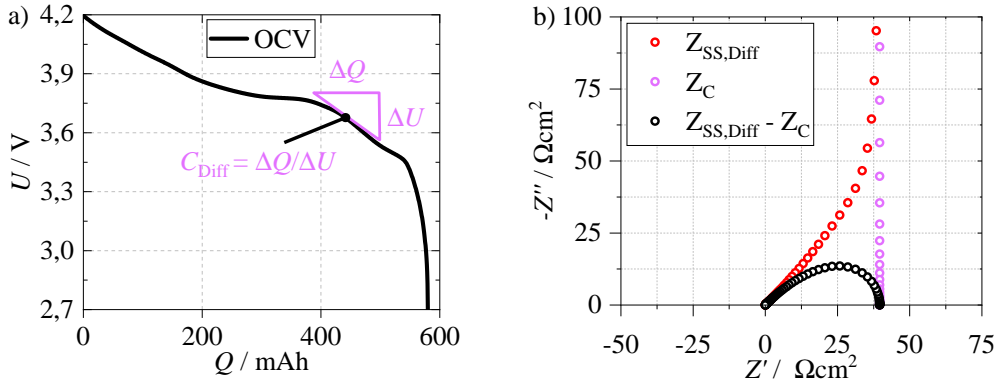 a)
4,2
3,9
3,6
3,3
3,0
2,7
U / V
OCV
ΔQ
ΔU
C_Diff = ΔQ/ΔU
0
200
400
600
Q / mAh
b)
100
75
50
25
0
-Z'' / Ωcm²
Z_SS,Diff
Z_C
Z_SS,Diff - Z_C
-50
-25
0
25
50
75
Z' / Ωcm²